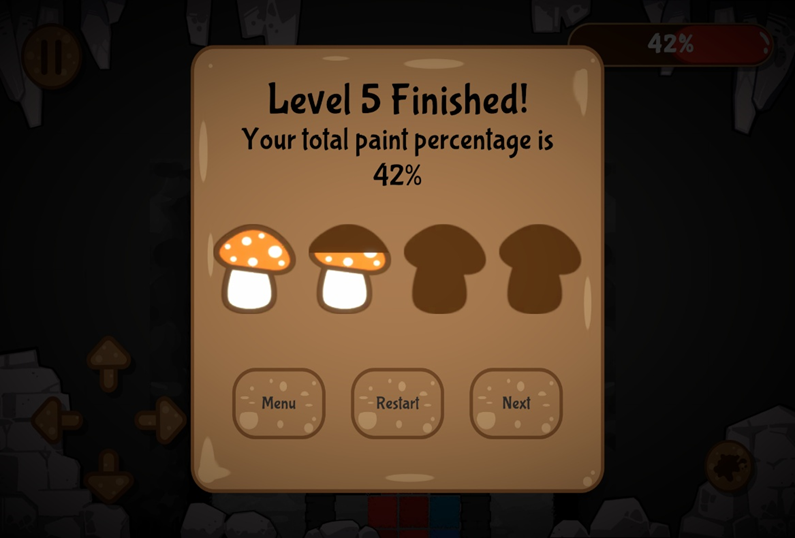 42%
Level 5 Finished!
Your total paint percentage is
42%
Menu
Restart
Next